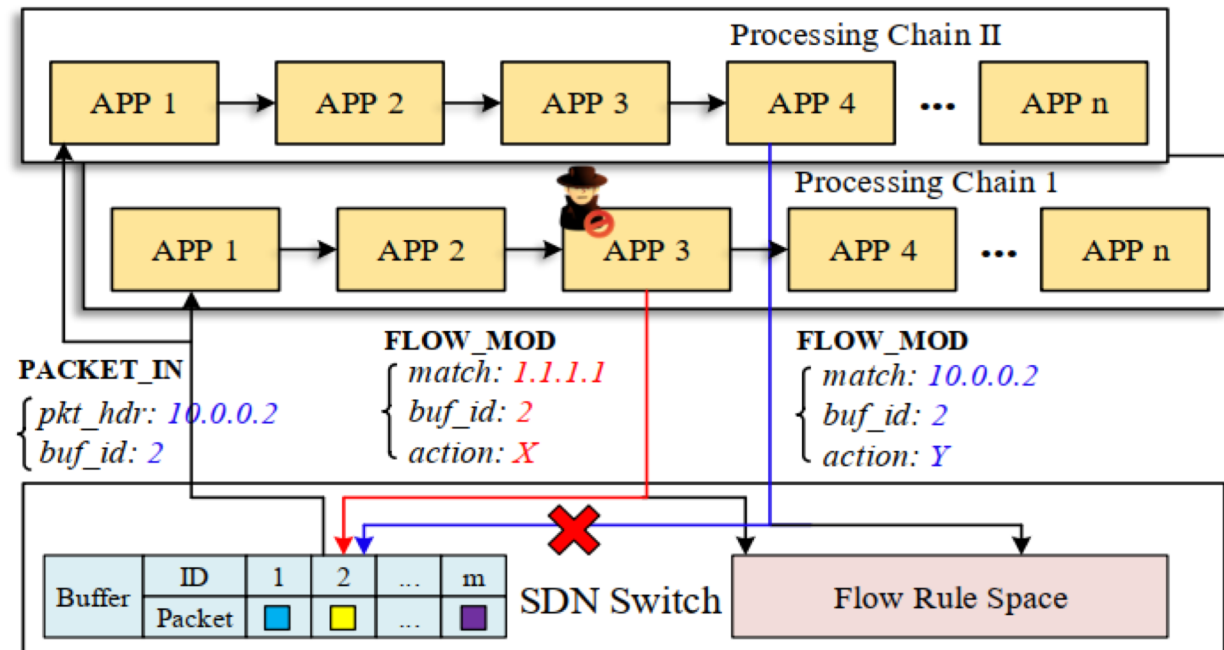 Processing Chain II
APP 1
APP 2
APP 3
APP 4
...
APP n
Processing Chain 1
APP 1
APP 2
APP 3
APP 4
...
APP n
PACKET_IN
pkt_hdr: 10.0.0.2
buf_id: 2
FLOW_MOD
match: 1.1.1.1
buf_id: 2
action: X
FLOW_MOD
match: 10.0.0.2
buf_id: 2
action: Y
Buffer
ID 1 2 ... m
Packet ...
SDN Switch
Flow Rule Space